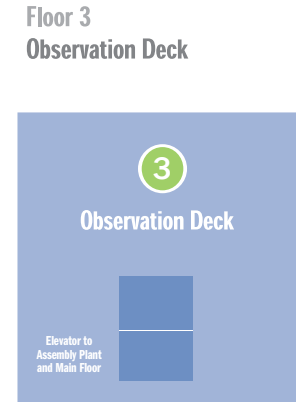 Floor 3
Observation Deck
3
Observation Deck
Elevator to
Assembly Plant
and Main Floor